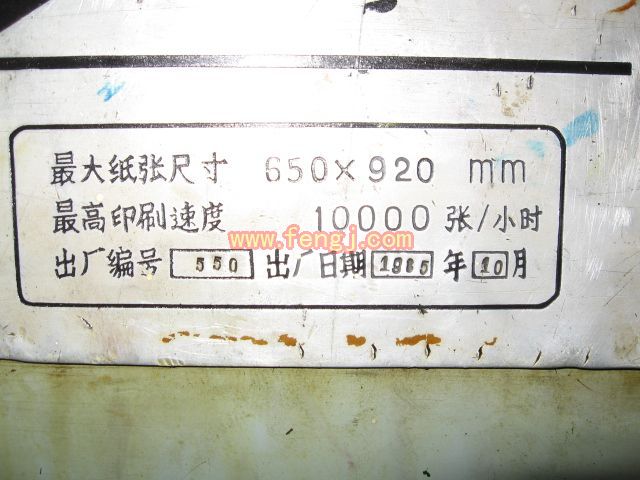 最大纸张尺寸 650×920 mm
最高印刷速度 10000 张/小时
www.fengj.com
出厂编号 550 出厂日期 1985 年 10 月